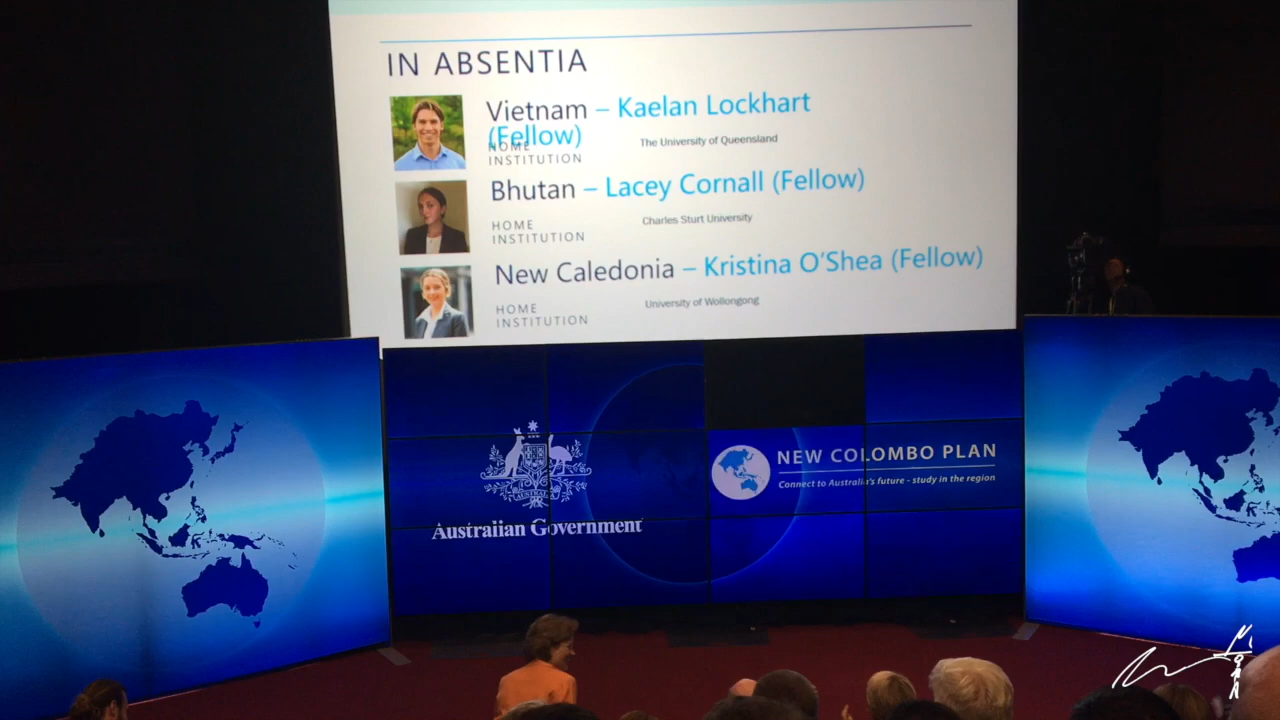 IN ABSENTIA
Vietnam – Kaelan Lockhart
(Fellow)
HOME
INSTITUTION
The University of Queensland
Bhutan – Lacey Cornall (Fellow)
HOME
INSTITUTION
Charles Sturt University
New Caledonia – Kristina O'Shea (Fellow)
HOME
INSTITUTION
University of Wollongong
AUSTRALIA
Australian Government
NEW COLOMBO PLAN
Connect to Australia's future - study in the region